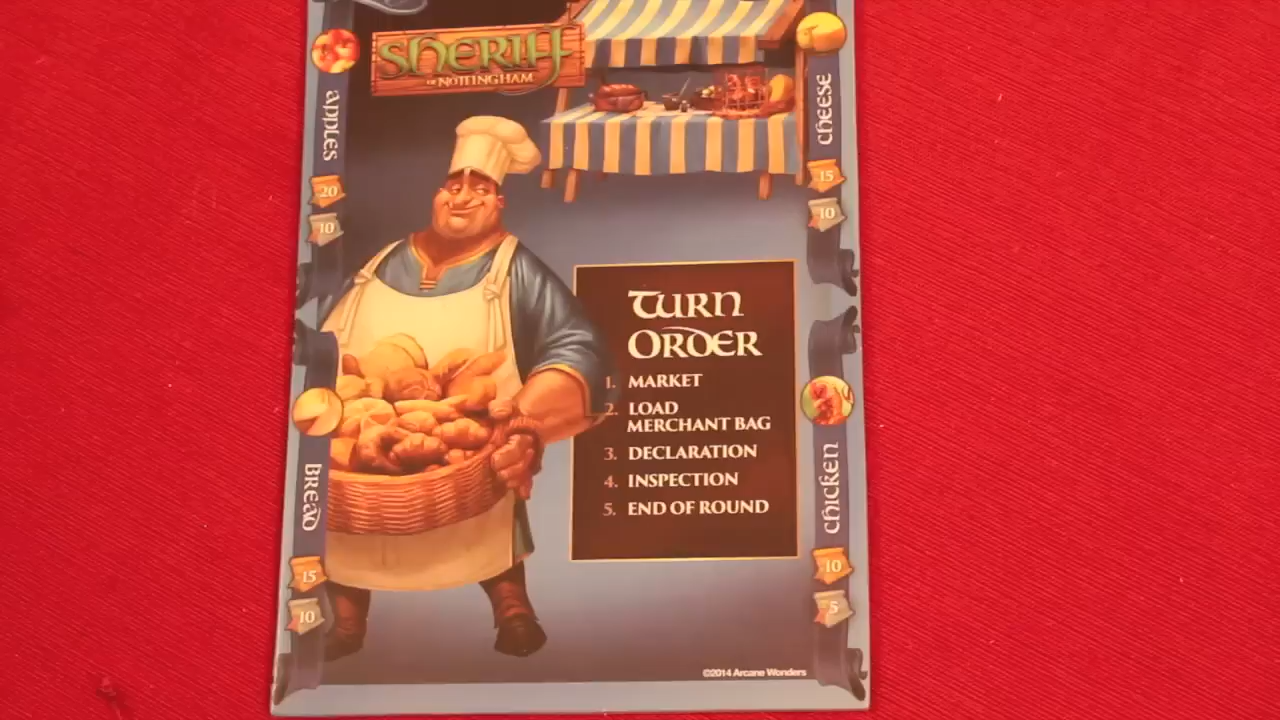 SHERIFF
OF NOTTINGHAM
APPLES
20
10
CHEESE
15
10
TURN
ORDER
1. MARKET
2. LOAD
MERCHANT BAG
3. DECLARATION
4. INSPECTION
5. END OF ROUND
BREAD
15
10
CHICKEN
10
5
©2014 Arcane Wonders